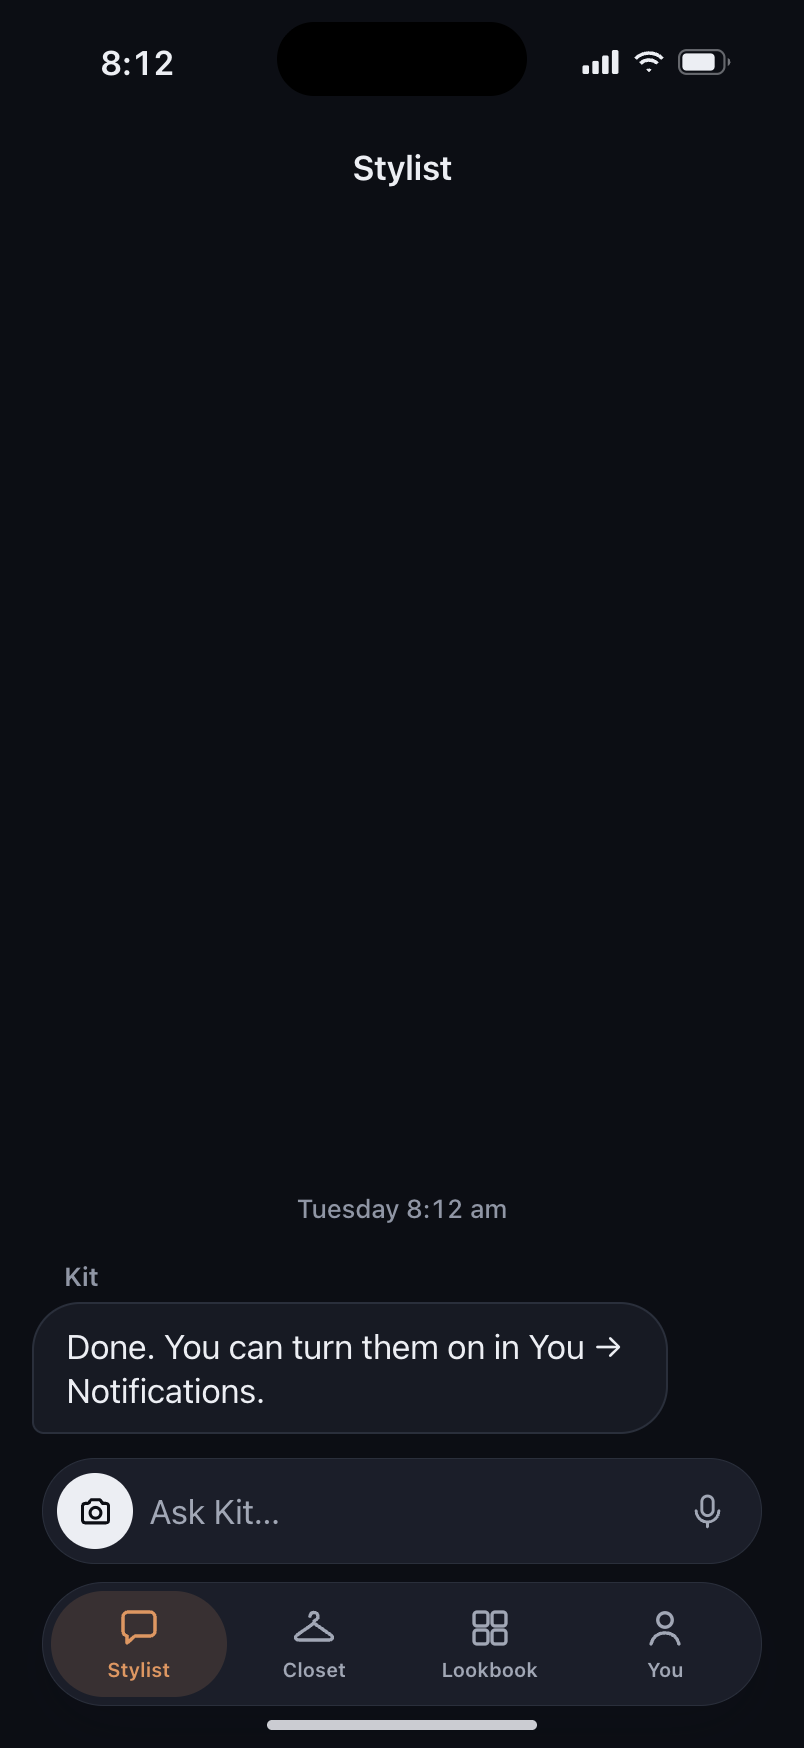 8:12
Stylist
Tuesday 8:12 am
Kit
Done. You can turn them on in You →
Notifications.
Ask Kit...
Stylist
Closet
Lookbook
You